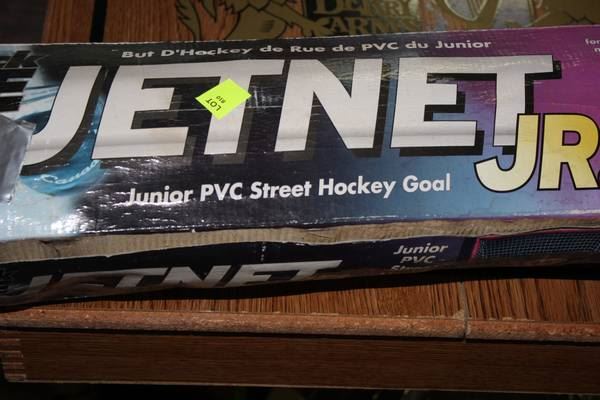 But D'Hockey de Rue de PVC du Junior
JETNET
JR.
LOT
810
Junior PVC Street Hockey Goal
JETNET
Junior
PVC